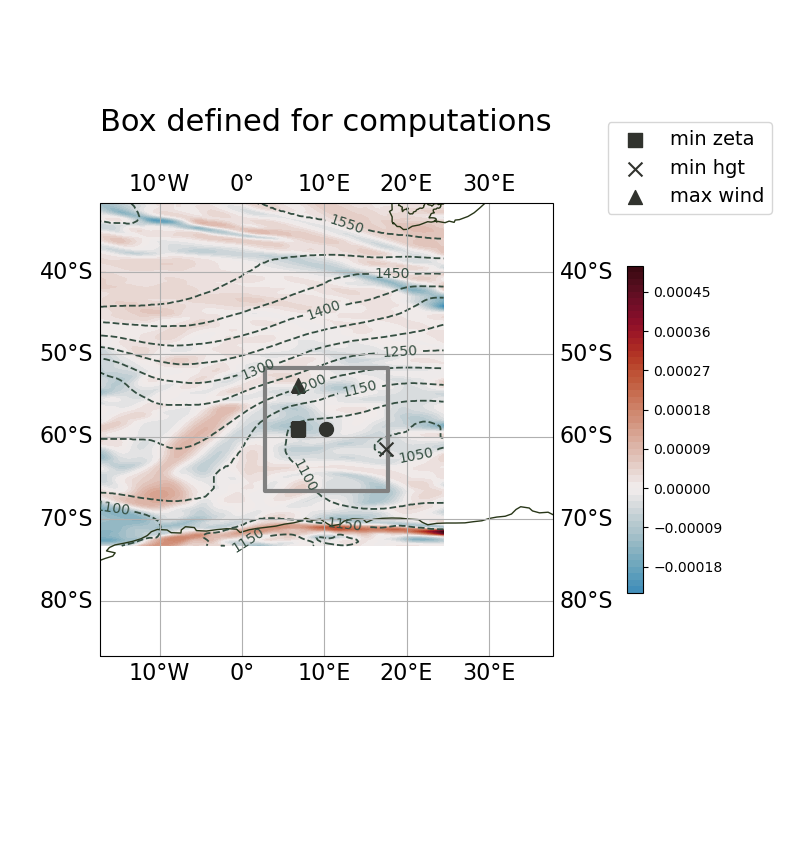 Box defined for computations
min zeta
min hgt
max wind
10°W 0° 10°E 20°E 30°E
1550
40°S 1450 40°S
1400
50°S 1250 50°S
1300
200 1150
60°S 60°S
1050
1100
100
70°S 1150 70°S
1150
80°S 80°S
10°W 0° 10°E 20°E 30°E
0.00045
0.00036
0.00027
0.00018
0.00009
0.00000
−0.00009
−0.00018